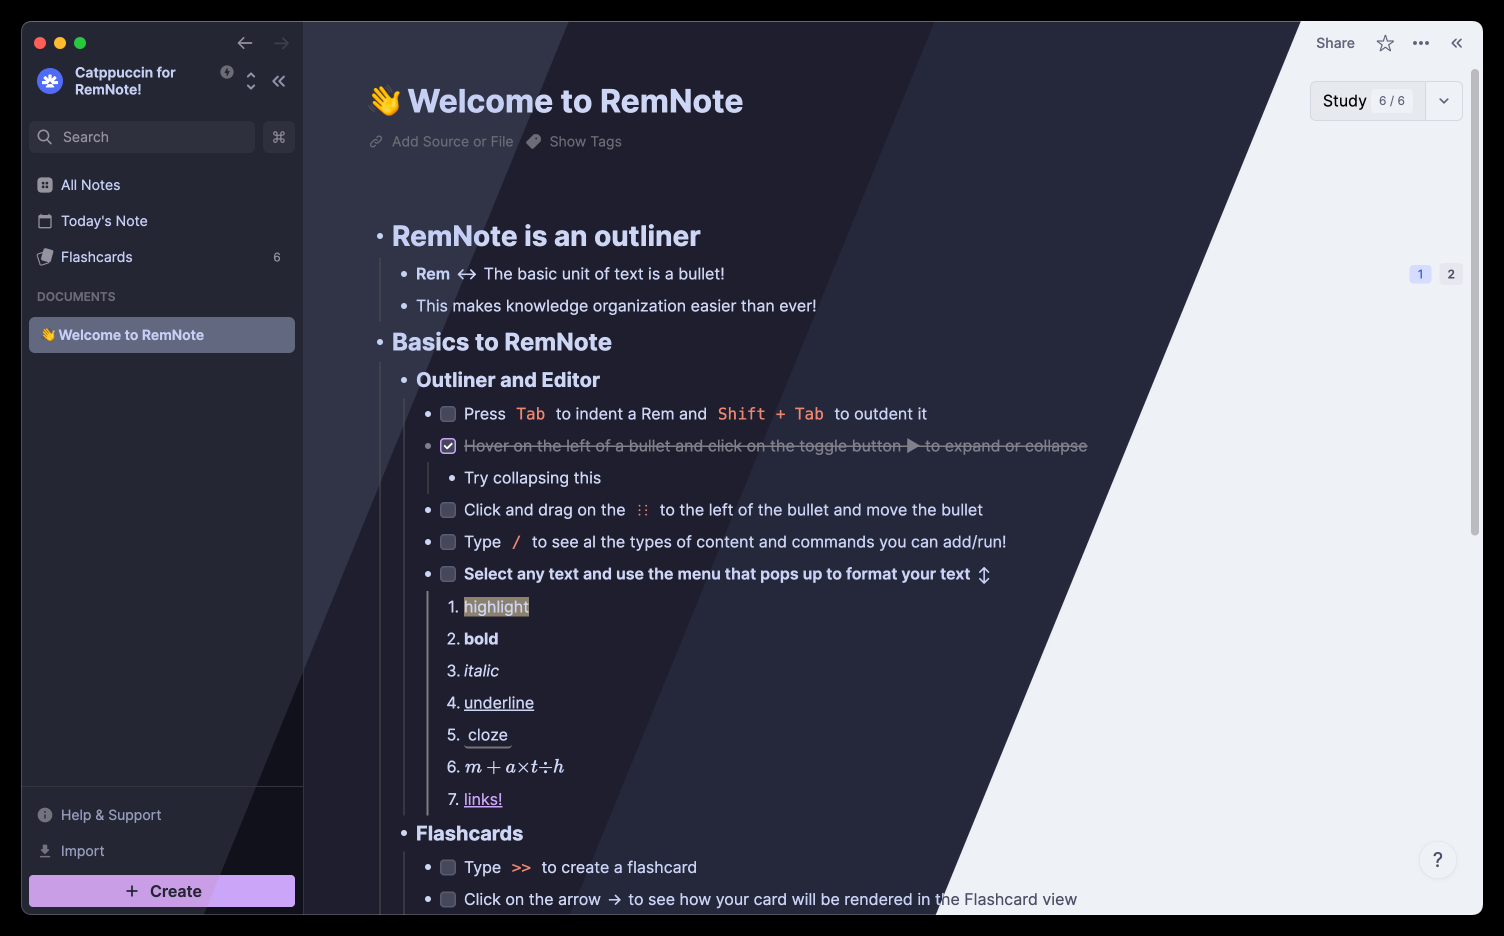 Catppuccin for
RemNote!
Search
⌘
All Notes
Today's Note
Flashcards 6
DOCUMENTS
👋 Welcome to RemNote
Help & Support
Import
+ Create
Share
Study 6 / 6
👋 Welcome to RemNote
Add Source or File Show Tags
• RemNote is an outliner
• Rem ↔ The basic unit of text is a bullet!
1 2
• This makes knowledge organization easier than ever!
• Basics to RemNote
• Outliner and Editor
• Press Tab to indent a Rem and Shift + Tab to outdent it
• Hover on the left of a bullet and click on the toggle button ▶ to expand or collapse
• Try collapsing this
• Click and drag on the ⋮⋮ to the left of the bullet and move the bullet
• Type / to see al the types of content and commands you can add/run!
• Select any text and use the menu that pops up to format your text ↕
1. highlight
2. bold
3. italic
4. underline
5. cloze
6. m + a×t÷h
7. links!
• Flashcards
• Type >> to create a flashcard
• Click on the arrow → to see how your card will be rendered in the Flashcard view
?